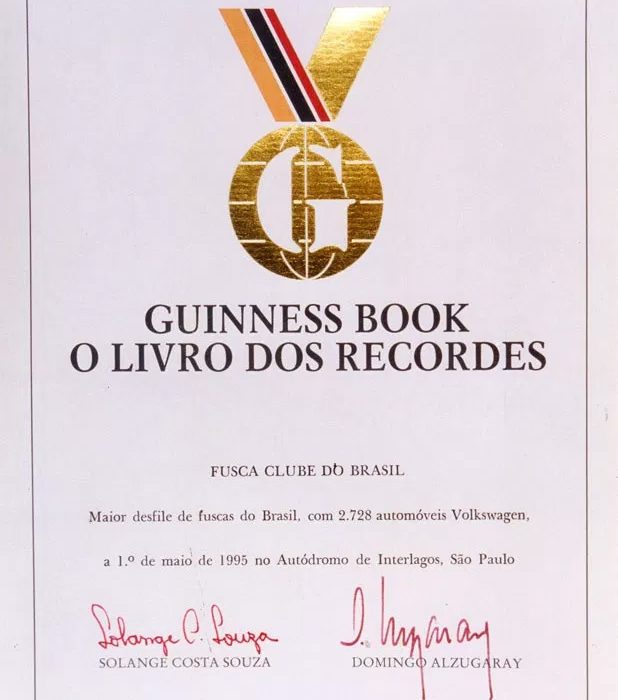 G
GUINNESS BOOK
O LIVRO DOS RECORDES
FUSCA CLUBE DO BRASIL
Maior desfile de fuscas do Brasil, com 2.728 automóveis Volkswagen,
a 1.º de maio de 1995 no Autódromo de Interlagos, São Paulo
Solange C. Souza
SOLANGE COSTA SOUZA
DOMINGO ALZUGARAY